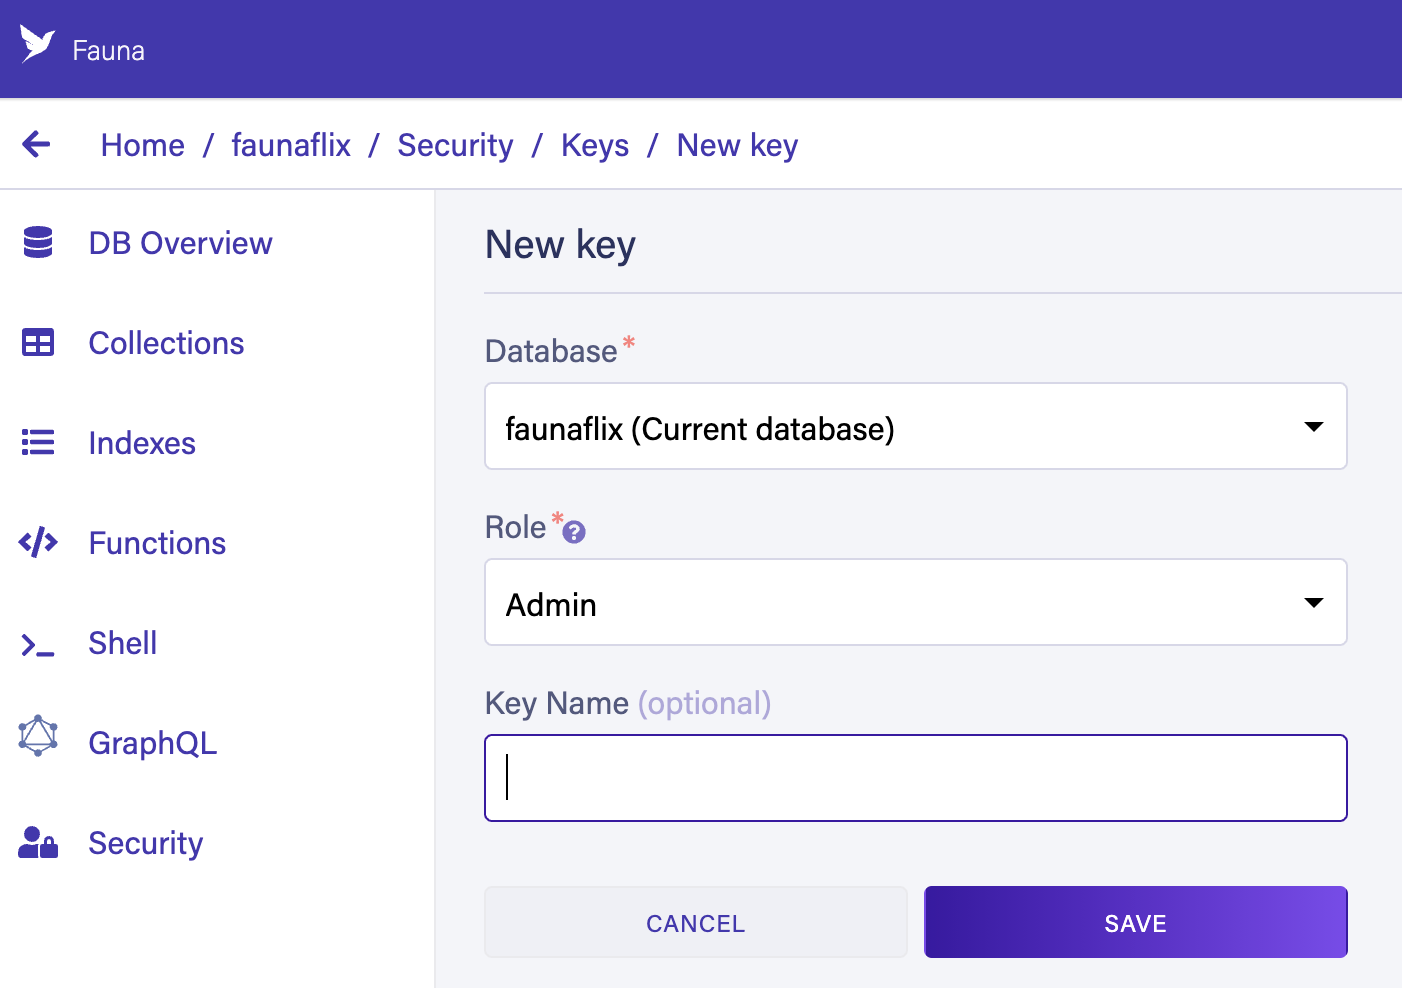 Fauna
Home / faunaflix / Security / Keys / New key
DB Overview
Collections
Indexes
Functions
Shell
GraphQL
Security
New key
Database *
faunaflix (Current database)
Role * ?
Admin
Key Name (optional)
CANCEL
SAVE